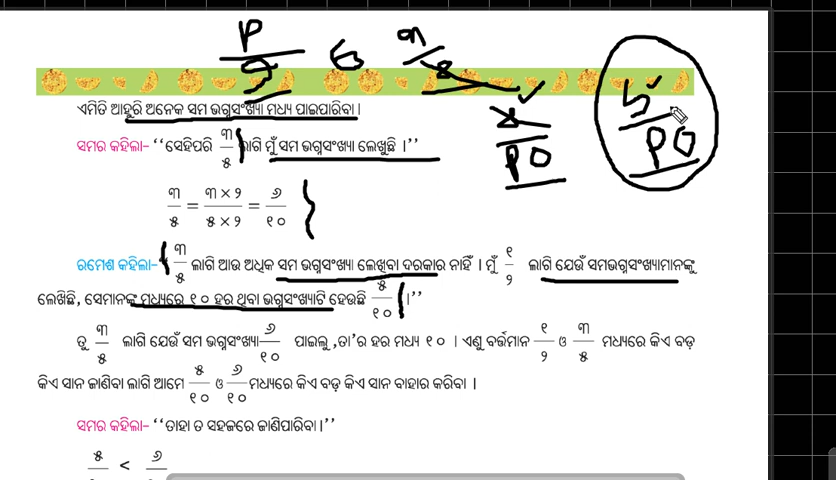 ଏମିତି ଆହୁରି ଅନେକ ସମ ଭଗ୍ନସଂଖ୍ୟା ମଧ୍ୟ ପାଇପାରିବା ।
ସମର କହିଲା- ‘‘ସେହିପରି ୩/୫ ଲାଗି ମୁଁ ସମ ଭଗ୍ନସଂଖ୍ୟା ଲେଖୁଛି ।’’
୩/୫ = ୩ × ୨/୫ × ୨ = ୬/୧୦
ରମେଶ କହିଲା- ୩/୫ ଲାଗି ଆଉ ଅଧିକ ସମ ଭଗ୍ନସଂଖ୍ୟା ଲେଖିବା ଦରକାର ନାହିଁ । ମୁଁ ୧/୨ ଲାଗି ଯେଉଁ ସମଭଗ୍ନସଂଖ୍ୟାମାନଙ୍କୁ
ଲେଖିଛି, ସେମାନଙ୍କ ମଧ୍ୟରେ ୧୦ ହର ଥିବା ଭଗ୍ନସଂଖ୍ୟାଟି ହେଉଛି ୫/୧୦ ।’’
ତୁ ୩/୫ ଲାଗି ଯେଉଁ ସମ ଭଗ୍ନସଂଖ୍ୟା ୬/୧୦ ପାଇଲୁ ,ତା’ର ହର ମଧ୍ୟ ୧୦ । ଏଣୁ ବର୍ତ୍ତମାନ ୧/୨ ଓ ୩/୫ ମଧ୍ୟରେ କିଏ ବଡ଼
କିଏ ସାନ ଜାଣିବା ଲାଗି ଆମେ ୫/୧୦ ଓ ୬/୧୦ ମଧ୍ୟରେ କିଏ ବଡ଼ କିଏ ସାନ ବାହାର କରିବା ।
ସମର କହିଲା- ‘‘ତାହା ତ ସହଜରେ ଜାଣିପାରିବା ।’’
୫ < ୬